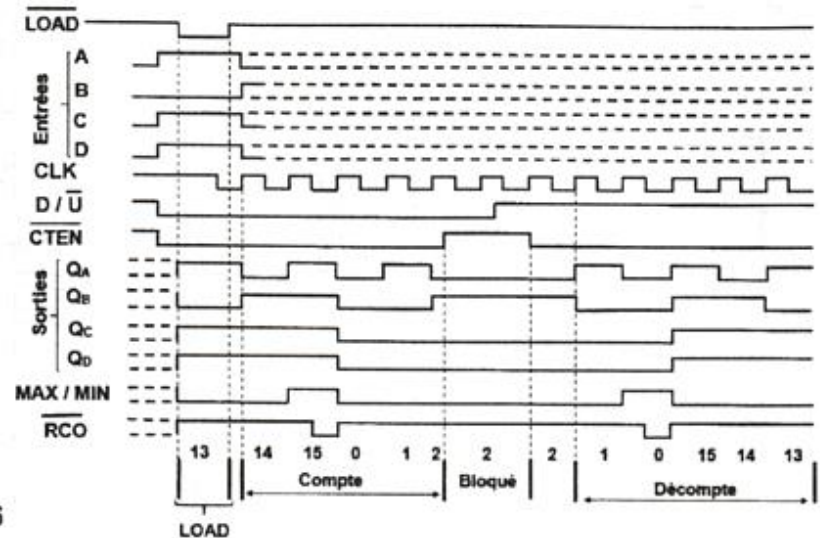 LOAD
A
B
C
D
Entrées
CLK
D / U
CTEN
QA
QB
QC
QD
Sorties
MAX / MIN
RCO
13 14 15 0 1 2 2 2 1 0 15 14 13
Compte Bloqué Décompte
LOAD